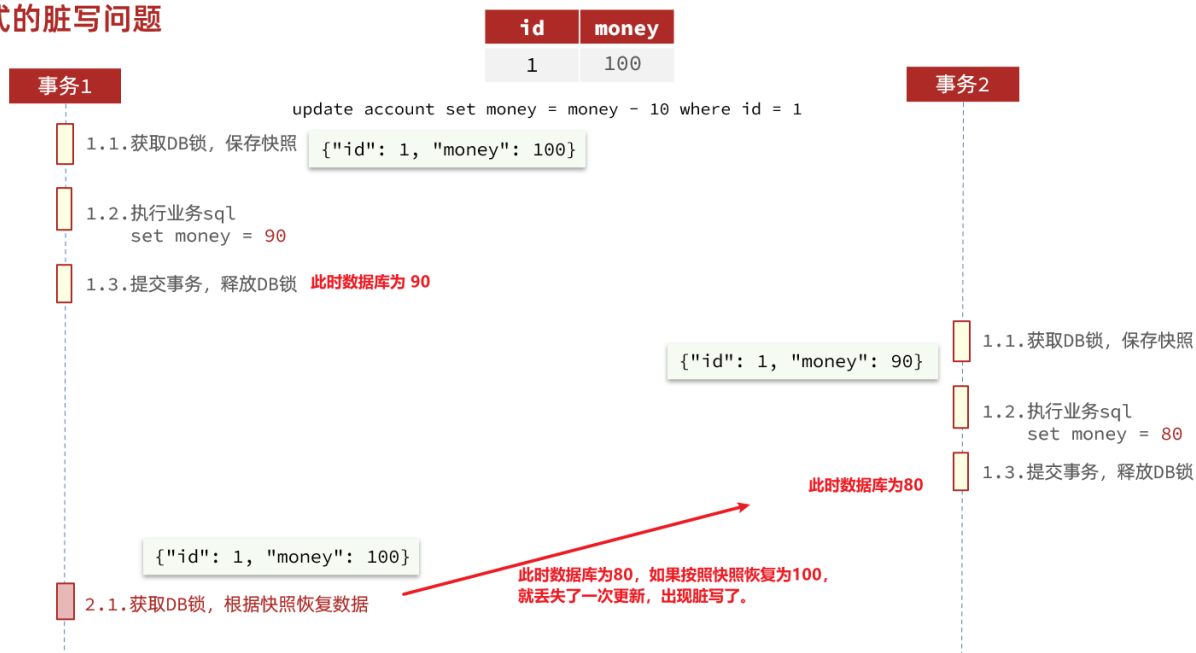 式的脏写问题
id money
1 100
事务1
事务2
update account set money = money - 10 where id = 1
1.1.获取DB锁，保存快照
{"id": 1, "money": 100}
1.2.执行业务sql
set money = 90
1.3.提交事务，释放DB锁
此时数据库为 90
1.1.获取DB锁，保存快照
{"id": 1, "money": 90}
1.2.执行业务sql
set money = 80
1.3.提交事务，释放DB锁
此时数据库为80
{"id": 1, "money": 100}
2.1.获取DB锁，根据快照恢复数据
此时数据库为80，如果按照快照恢复为100，
就丢失了一次更新，出现脏写了。